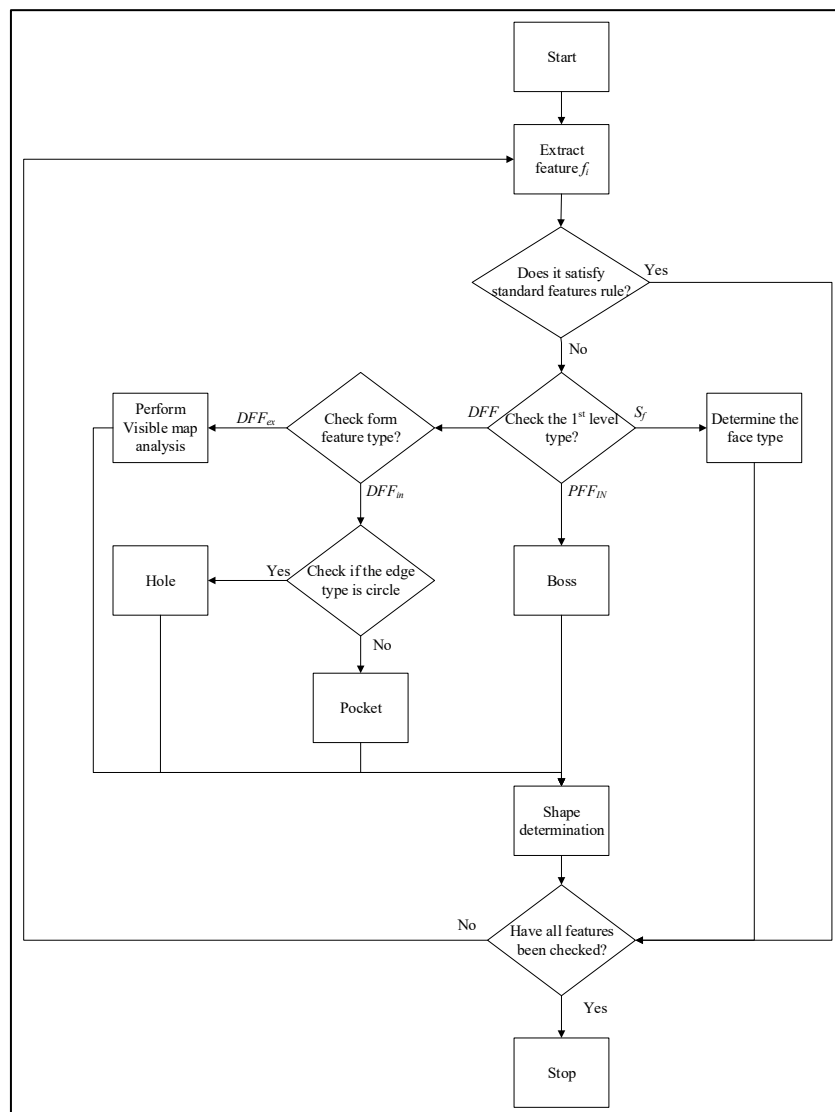 Start
Extract
feature fi
Does it satisfy
standard features rule?
Yes
No
Perform
Visible map
analysis
DFFex
Check form
feature type?
DFF
Check the 1st level
type?
Sf
Determine the
face type
DFFin
PFFIN
Hole
Yes
Check if the edge
type is circle
Boss
No
Pocket
Shape
determination
No
Have all features
been checked?
Yes
Stop